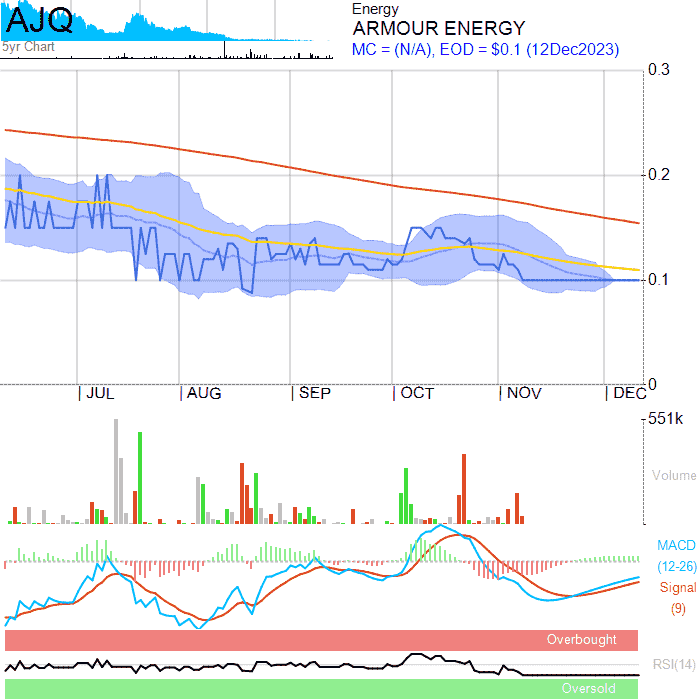 AJQ
5yr Chart
Energy
ARMOUR ENERGY
MC = (N/A), EOD = $0.1 (12Dec2023)
0.3
0.2
0.1
0
JUL AUG SEP OCT NOV DEC
551k
Volume
MACD
(12-26)
Signal
(9)
Overbought
RSI(14)
Oversold